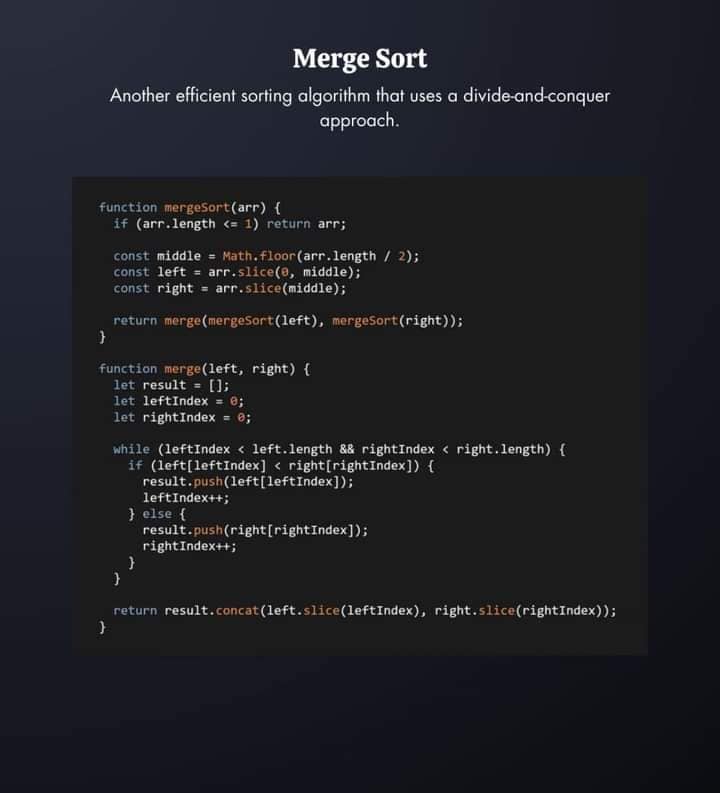 Merge Sort
Another efficient sorting algorithm that uses a divide-and-conquer
approach.
function mergeSort(arr) {
  if (arr.length <= 1) return arr;
  const middle = Math.floor(arr.length / 2);
  const left = arr.slice(0, middle);
  const right = arr.slice(middle);
  return merge(mergeSort(left), mergeSort(right));
}
function merge(left, right) {
  let result = [];
  let leftIndex = 0;
  let rightIndex = 0;
  while (leftIndex < left.length && rightIndex < right.length) {
    if (left[leftIndex] < right[rightIndex]) {
      result.push(left[leftIndex]);
      leftIndex++;
    } else {
      result.push(right[rightIndex]);
      rightIndex++;
    }
  }
  return result.concat(left.slice(leftIndex), right.slice(rightIndex));
}